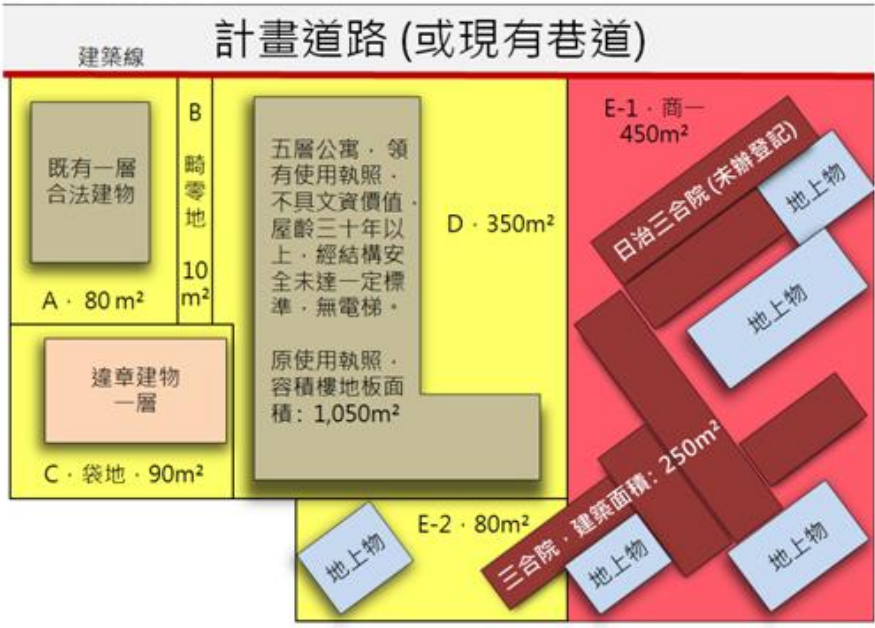 計畫道路 (或現有巷道)
建築線
既有一層
合法建物
A‧80 m²
B
畸
零
地
10
m²
違章建物
一層
C‧袋地‧90m²
五層公寓‧領
有使用執照‧
不具文資價值‧
屋齡三十年以
上‧經結構安
全未達一定標
準‧無電梯。
原使用執照‧
容積樓地板面
積: 1,050m²
D‧350m²
E-1‧商一
450m²
日治三合院(未辦登記)
地上物
地上物
三合院‧建築面積: 250m²
E-2‧80m²
地上物
地上物
地上物